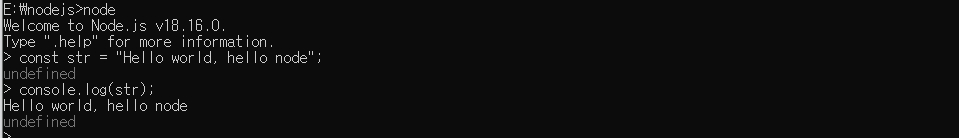 E:₩nodejs>node
Welcome to Node.js v18.16.0.
Type ".help" for more information.
> const str = "Hello world, hello node";
undefined
> console.log(str);
Hello world, hello node
undefined
>